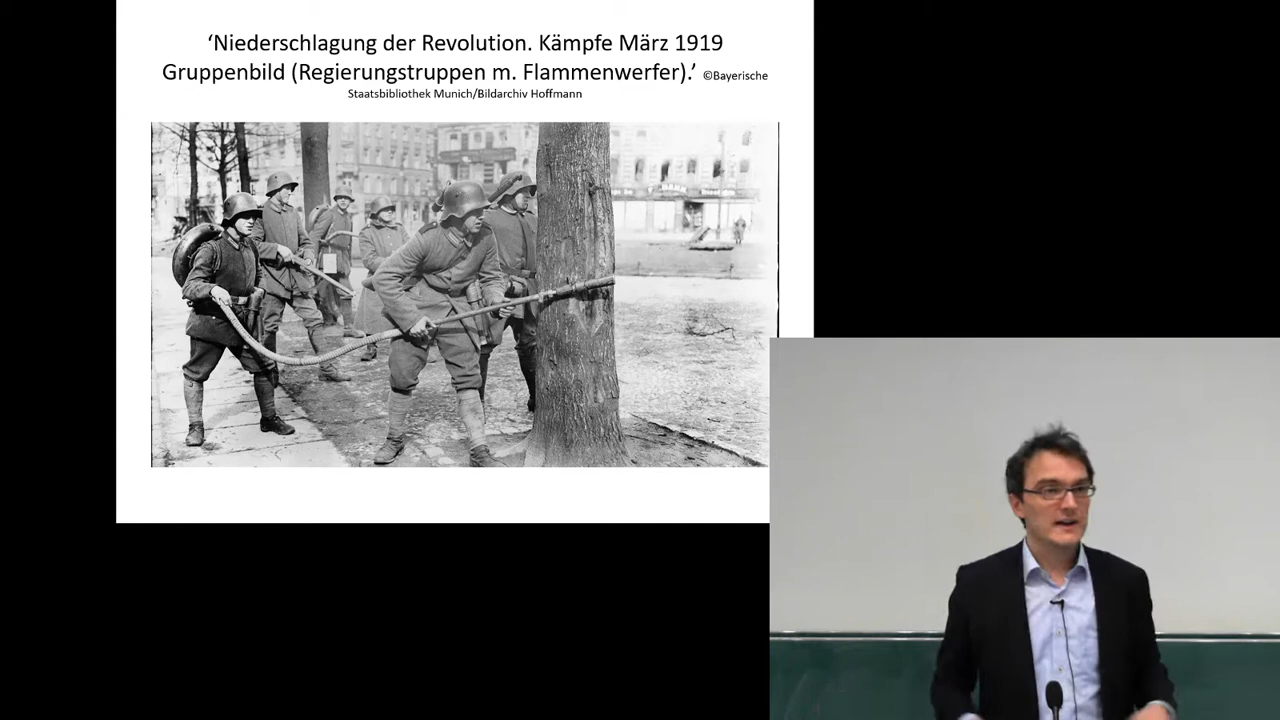 ‘Niederschlagung der Revolution. Kämpfe März 1919
Gruppenbild (Regierungstruppen m. Flammenwerfer).’ ©Bayerische
Staatsbibliothek Munich/Bildarchiv Hoffmann